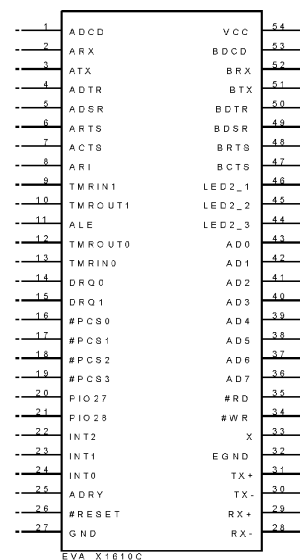 1 ADCD VCC 54
2 ARX BDCD 53
3 ATX BRX 52
4 ADTR BTX 51
5 ADSR BDTR 50
6 ARTS BDSR 49
7 ACTS BRTS 48
8 ARI BCTS 47
9 TMRIN1 LED2_1 46
10 TMROUT1 LED2_2 45
11 ALE LED2_3 44
12 TMROUT0 AD0 43
13 TMRIN0 AD1 42
14 DRQ0 AD2 41
15 DRQ1 AD3 40
16 #PCS0 AD4 39
17 #PCS1 AD5 38
18 #PCS2 AD6 37
19 #PCS3 AD7 36
20 PIO27 #RD 35
21 PIO28 #WR 34
22 INT2 X 33
23 INT1 EGND 32
24 INT0 TX+ 31
25 ADRY TX- 30
26 #RESET RX+ 29
27 GND RX- 28
EVA X1610C